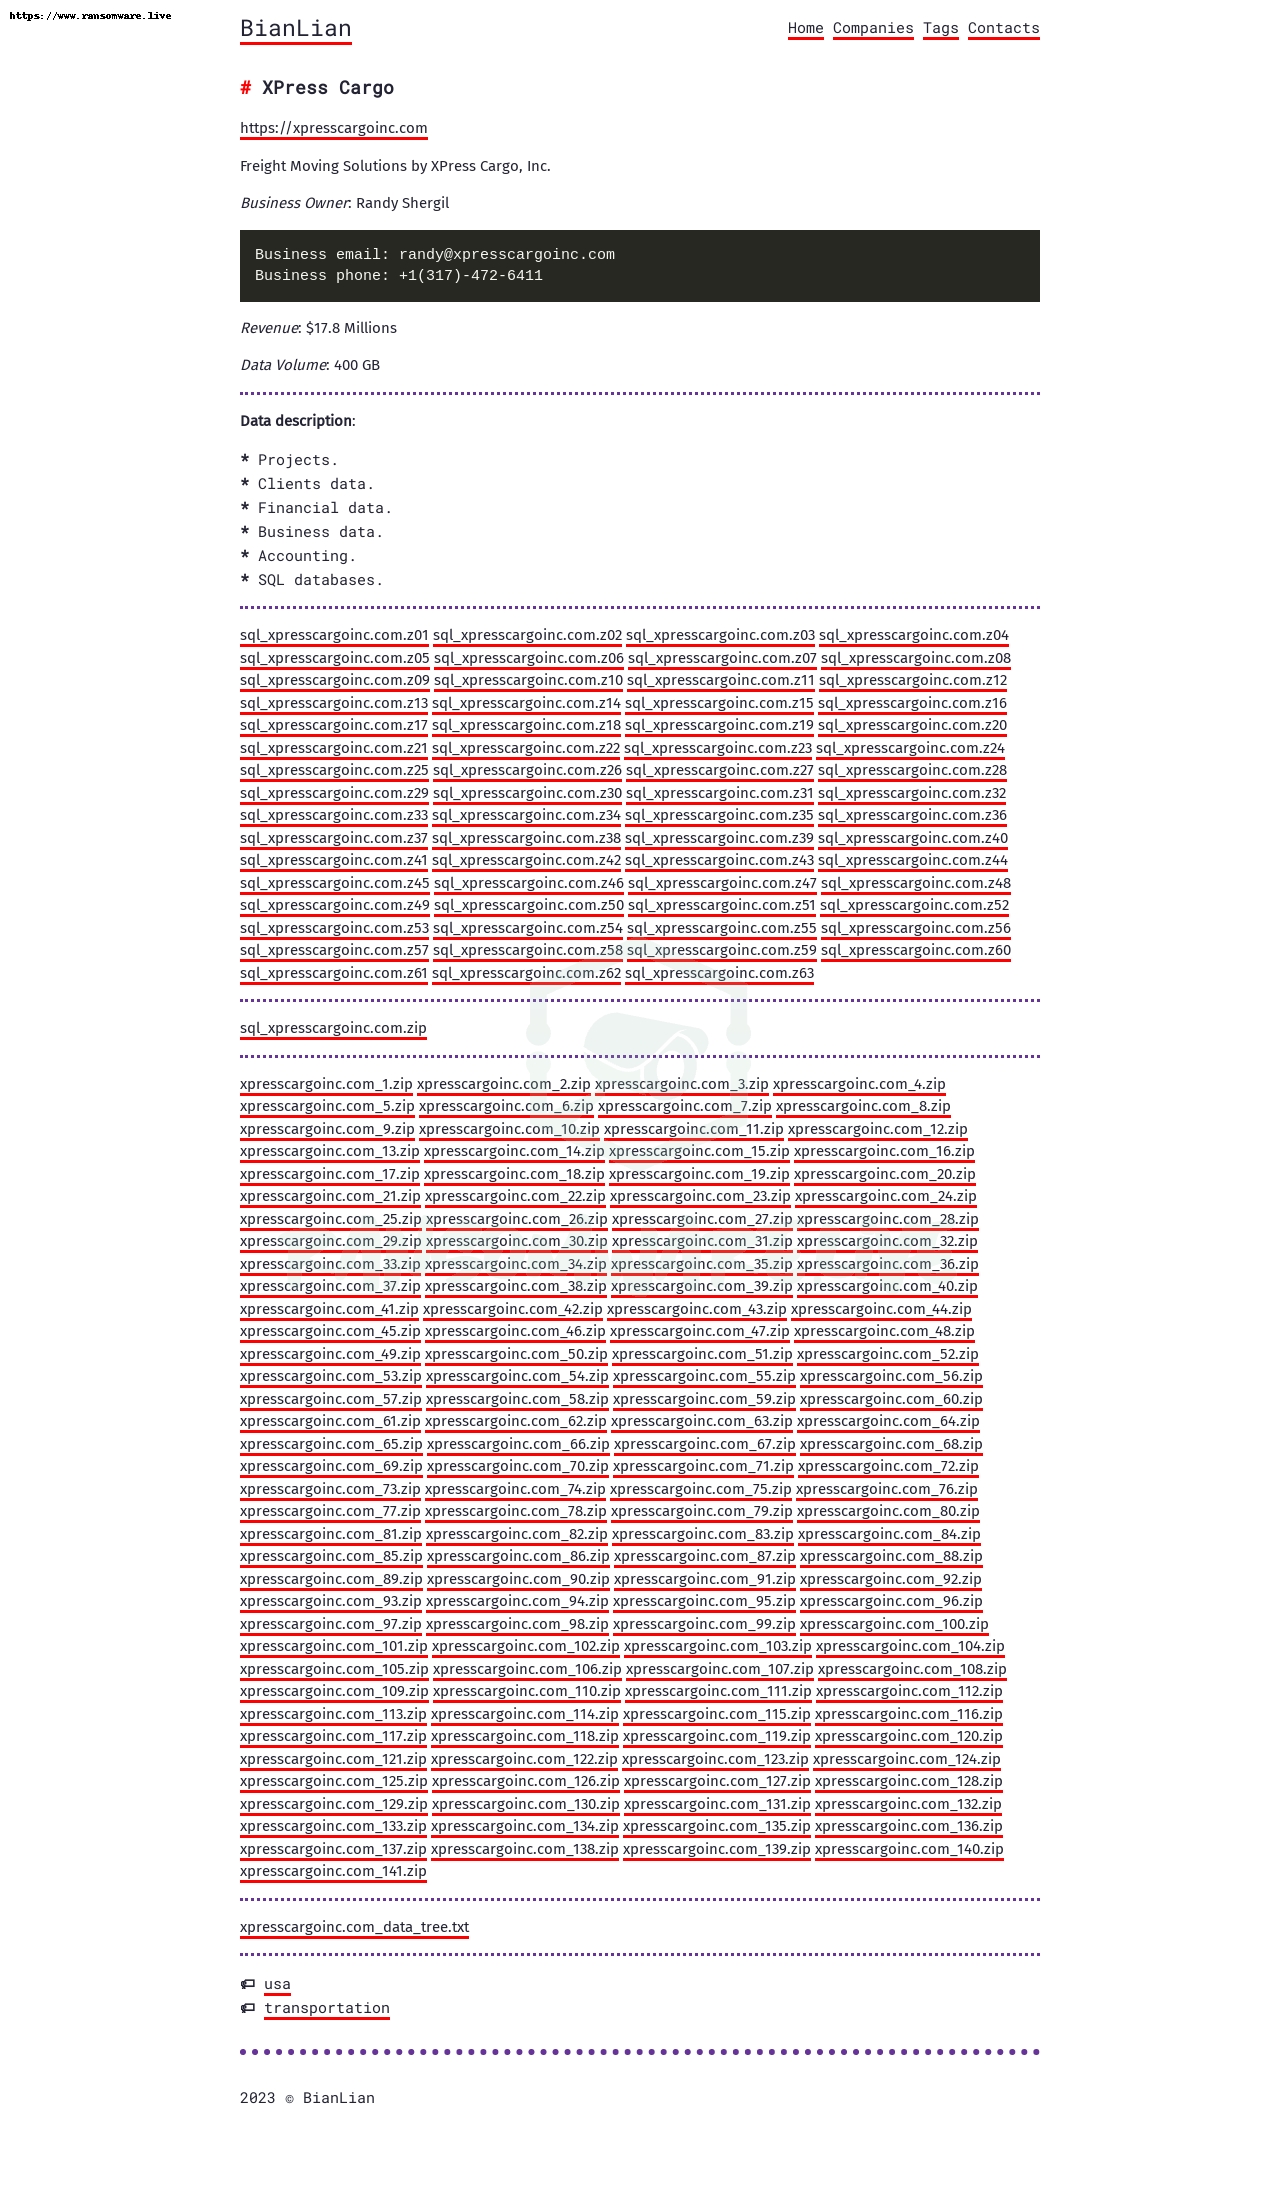 https://www.ransomware.live
BianLian
Home Companies Tags Contacts
# XPress Cargo
https://xpresscargoinc.com
Freight Moving Solutions by XPress Cargo, Inc.
Business Owner: Randy Shergil
Business email: randy@xpresscargoinc.com
Business phone: +1(317)-472-6411
Revenue: $17.8 Millions
Data Volume: 400 GB
Data description:
* Projects.
* Clients data.
* Financial data.
* Business data.
* Accounting.
* SQL databases.
sql_xpresscargoinc.com.z01 sql_xpresscargoinc.com.z02 sql_xpresscargoinc.com.z03 sql_xpresscargoinc.com.z04
sql_xpresscargoinc.com.z05 sql_xpresscargoinc.com.z06 sql_xpresscargoinc.com.z07 sql_xpresscargoinc.com.z08
sql_xpresscargoinc.com.z09 sql_xpresscargoinc.com.z10 sql_xpresscargoinc.com.z11 sql_xpresscargoinc.com.z12
sql_xpresscargoinc.com.z13 sql_xpresscargoinc.com.z14 sql_xpresscargoinc.com.z15 sql_xpresscargoinc.com.z16
sql_xpresscargoinc.com.z17 sql_xpresscargoinc.com.z18 sql_xpresscargoinc.com.z19 sql_xpresscargoinc.com.z20
sql_xpresscargoinc.com.z21 sql_xpresscargoinc.com.z22 sql_xpresscargoinc.com.z23 sql_xpresscargoinc.com.z24
sql_xpresscargoinc.com.z25 sql_xpresscargoinc.com.z26 sql_xpresscargoinc.com.z27 sql_xpresscargoinc.com.z28
sql_xpresscargoinc.com.z29 sql_xpresscargoinc.com.z30 sql_xpresscargoinc.com.z31 sql_xpresscargoinc.com.z32
sql_xpresscargoinc.com.z33 sql_xpresscargoinc.com.z34 sql_xpresscargoinc.com.z35 sql_xpresscargoinc.com.z36
sql_xpresscargoinc.com.z37 sql_xpresscargoinc.com.z38 sql_xpresscargoinc.com.z39 sql_xpresscargoinc.com.z40
sql_xpresscargoinc.com.z41 sql_xpresscargoinc.com.z42 sql_xpresscargoinc.com.z43 sql_xpresscargoinc.com.z44
sql_xpresscargoinc.com.z45 sql_xpresscargoinc.com.z46 sql_xpresscargoinc.com.z47 sql_xpresscargoinc.com.z48
sql_xpresscargoinc.com.z49 sql_xpresscargoinc.com.z50 sql_xpresscargoinc.com.z51 sql_xpresscargoinc.com.z52
sql_xpresscargoinc.com.z53 sql_xpresscargoinc.com.z54 sql_xpresscargoinc.com.z55 sql_xpresscargoinc.com.z56
sql_xpresscargoinc.com.z57 sql_xpresscargoinc.com.z58 sql_xpresscargoinc.com.z59 sql_xpresscargoinc.com.z60
sql_xpresscargoinc.com.z61 sql_xpresscargoinc.com.z62 sql_xpresscargoinc.com.z63
sql_xpresscargoinc.com.zip
xpresscargoinc.com_1.zip xpresscargoinc.com_2.zip xpresscargoinc.com_3.zip xpresscargoinc.com_4.zip
xpresscargoinc.com_5.zip xpresscargoinc.com_6.zip xpresscargoinc.com_7.zip xpresscargoinc.com_8.zip
xpresscargoinc.com_9.zip xpresscargoinc.com_10.zip xpresscargoinc.com_11.zip xpresscargoinc.com_12.zip
xpresscargoinc.com_13.zip xpresscargoinc.com_14.zip xpresscargoinc.com_15.zip xpresscargoinc.com_16.zip
xpresscargoinc.com_17.zip xpresscargoinc.com_18.zip xpresscargoinc.com_19.zip xpresscargoinc.com_20.zip
xpresscargoinc.com_21.zip xpresscargoinc.com_22.zip xpresscargoinc.com_23.zip xpresscargoinc.com_24.zip
xpresscargoinc.com_25.zip xpresscargoinc.com_26.zip xpresscargoinc.com_27.zip xpresscargoinc.com_28.zip
xpresscargoinc.com_29.zip xpresscargoinc.com_30.zip xpresscargoinc.com_31.zip xpresscargoinc.com_32.zip
xpresscargoinc.com_33.zip xpresscargoinc.com_34.zip xpresscargoinc.com_35.zip xpresscargoinc.com_36.zip
xpresscargoinc.com_37.zip xpresscargoinc.com_38.zip xpresscargoinc.com_39.zip xpresscargoinc.com_40.zip
xpresscargoinc.com_41.zip xpresscargoinc.com_42.zip xpresscargoinc.com_43.zip xpresscargoinc.com_44.zip
xpresscargoinc.com_45.zip xpresscargoinc.com_46.zip xpresscargoinc.com_47.zip xpresscargoinc.com_48.zip
xpresscargoinc.com_49.zip xpresscargoinc.com_50.zip xpresscargoinc.com_51.zip xpresscargoinc.com_52.zip
xpresscargoinc.com_53.zip xpresscargoinc.com_54.zip xpresscargoinc.com_55.zip xpresscargoinc.com_56.zip
xpresscargoinc.com_57.zip xpresscargoinc.com_58.zip xpresscargoinc.com_59.zip xpresscargoinc.com_60.zip
xpresscargoinc.com_61.zip xpresscargoinc.com_62.zip xpresscargoinc.com_63.zip xpresscargoinc.com_64.zip
xpresscargoinc.com_65.zip xpresscargoinc.com_66.zip xpresscargoinc.com_67.zip xpresscargoinc.com_68.zip
xpresscargoinc.com_69.zip xpresscargoinc.com_70.zip xpresscargoinc.com_71.zip xpresscargoinc.com_72.zip
xpresscargoinc.com_73.zip xpresscargoinc.com_74.zip xpresscargoinc.com_75.zip xpresscargoinc.com_76.zip
xpresscargoinc.com_77.zip xpresscargoinc.com_78.zip xpresscargoinc.com_79.zip xpresscargoinc.com_80.zip
xpresscargoinc.com_81.zip xpresscargoinc.com_82.zip xpresscargoinc.com_83.zip xpresscargoinc.com_84.zip
xpresscargoinc.com_85.zip xpresscargoinc.com_86.zip xpresscargoinc.com_87.zip xpresscargoinc.com_88.zip
xpresscargoinc.com_89.zip xpresscargoinc.com_90.zip xpresscargoinc.com_91.zip xpresscargoinc.com_92.zip
xpresscargoinc.com_93.zip xpresscargoinc.com_94.zip xpresscargoinc.com_95.zip xpresscargoinc.com_96.zip
xpresscargoinc.com_97.zip xpresscargoinc.com_98.zip xpresscargoinc.com_99.zip xpresscargoinc.com_100.zip
xpresscargoinc.com_101.zip xpresscargoinc.com_102.zip xpresscargoinc.com_103.zip xpresscargoinc.com_104.zip
xpresscargoinc.com_105.zip xpresscargoinc.com_106.zip xpresscargoinc.com_107.zip xpresscargoinc.com_108.zip
xpresscargoinc.com_109.zip xpresscargoinc.com_110.zip xpresscargoinc.com_111.zip xpresscargoinc.com_112.zip
xpresscargoinc.com_113.zip xpresscargoinc.com_114.zip xpresscargoinc.com_115.zip xpresscargoinc.com_116.zip
xpresscargoinc.com_117.zip xpresscargoinc.com_118.zip xpresscargoinc.com_119.zip xpresscargoinc.com_120.zip
xpresscargoinc.com_121.zip xpresscargoinc.com_122.zip xpresscargoinc.com_123.zip xpresscargoinc.com_124.zip
xpresscargoinc.com_125.zip xpresscargoinc.com_126.zip xpresscargoinc.com_127.zip xpresscargoinc.com_128.zip
xpresscargoinc.com_129.zip xpresscargoinc.com_130.zip xpresscargoinc.com_131.zip xpresscargoinc.com_132.zip
xpresscargoinc.com_133.zip xpresscargoinc.com_134.zip xpresscargoinc.com_135.zip xpresscargoinc.com_136.zip
xpresscargoinc.com_137.zip xpresscargoinc.com_138.zip xpresscargoinc.com_139.zip xpresscargoinc.com_140.zip
xpresscargoinc.com_141.zip
xpresscargoinc.com_data_tree.txt
usa
transportation
2023 © BianLian